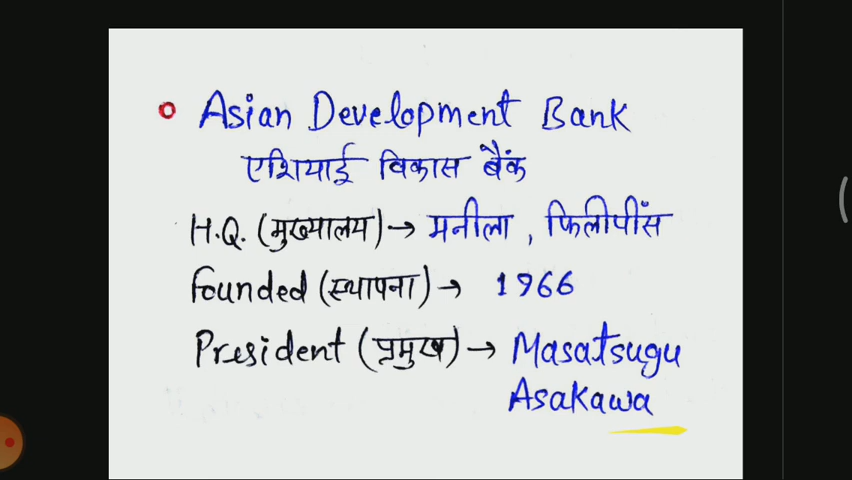 Asian Development Bank
एशियाई विकास बैंक
H.Q. (मुख्यालय) → मनीला , फिलीपींस
Founded (स्थापना) → 1966
President (प्रमुख) → Masatsugu
Asakawa